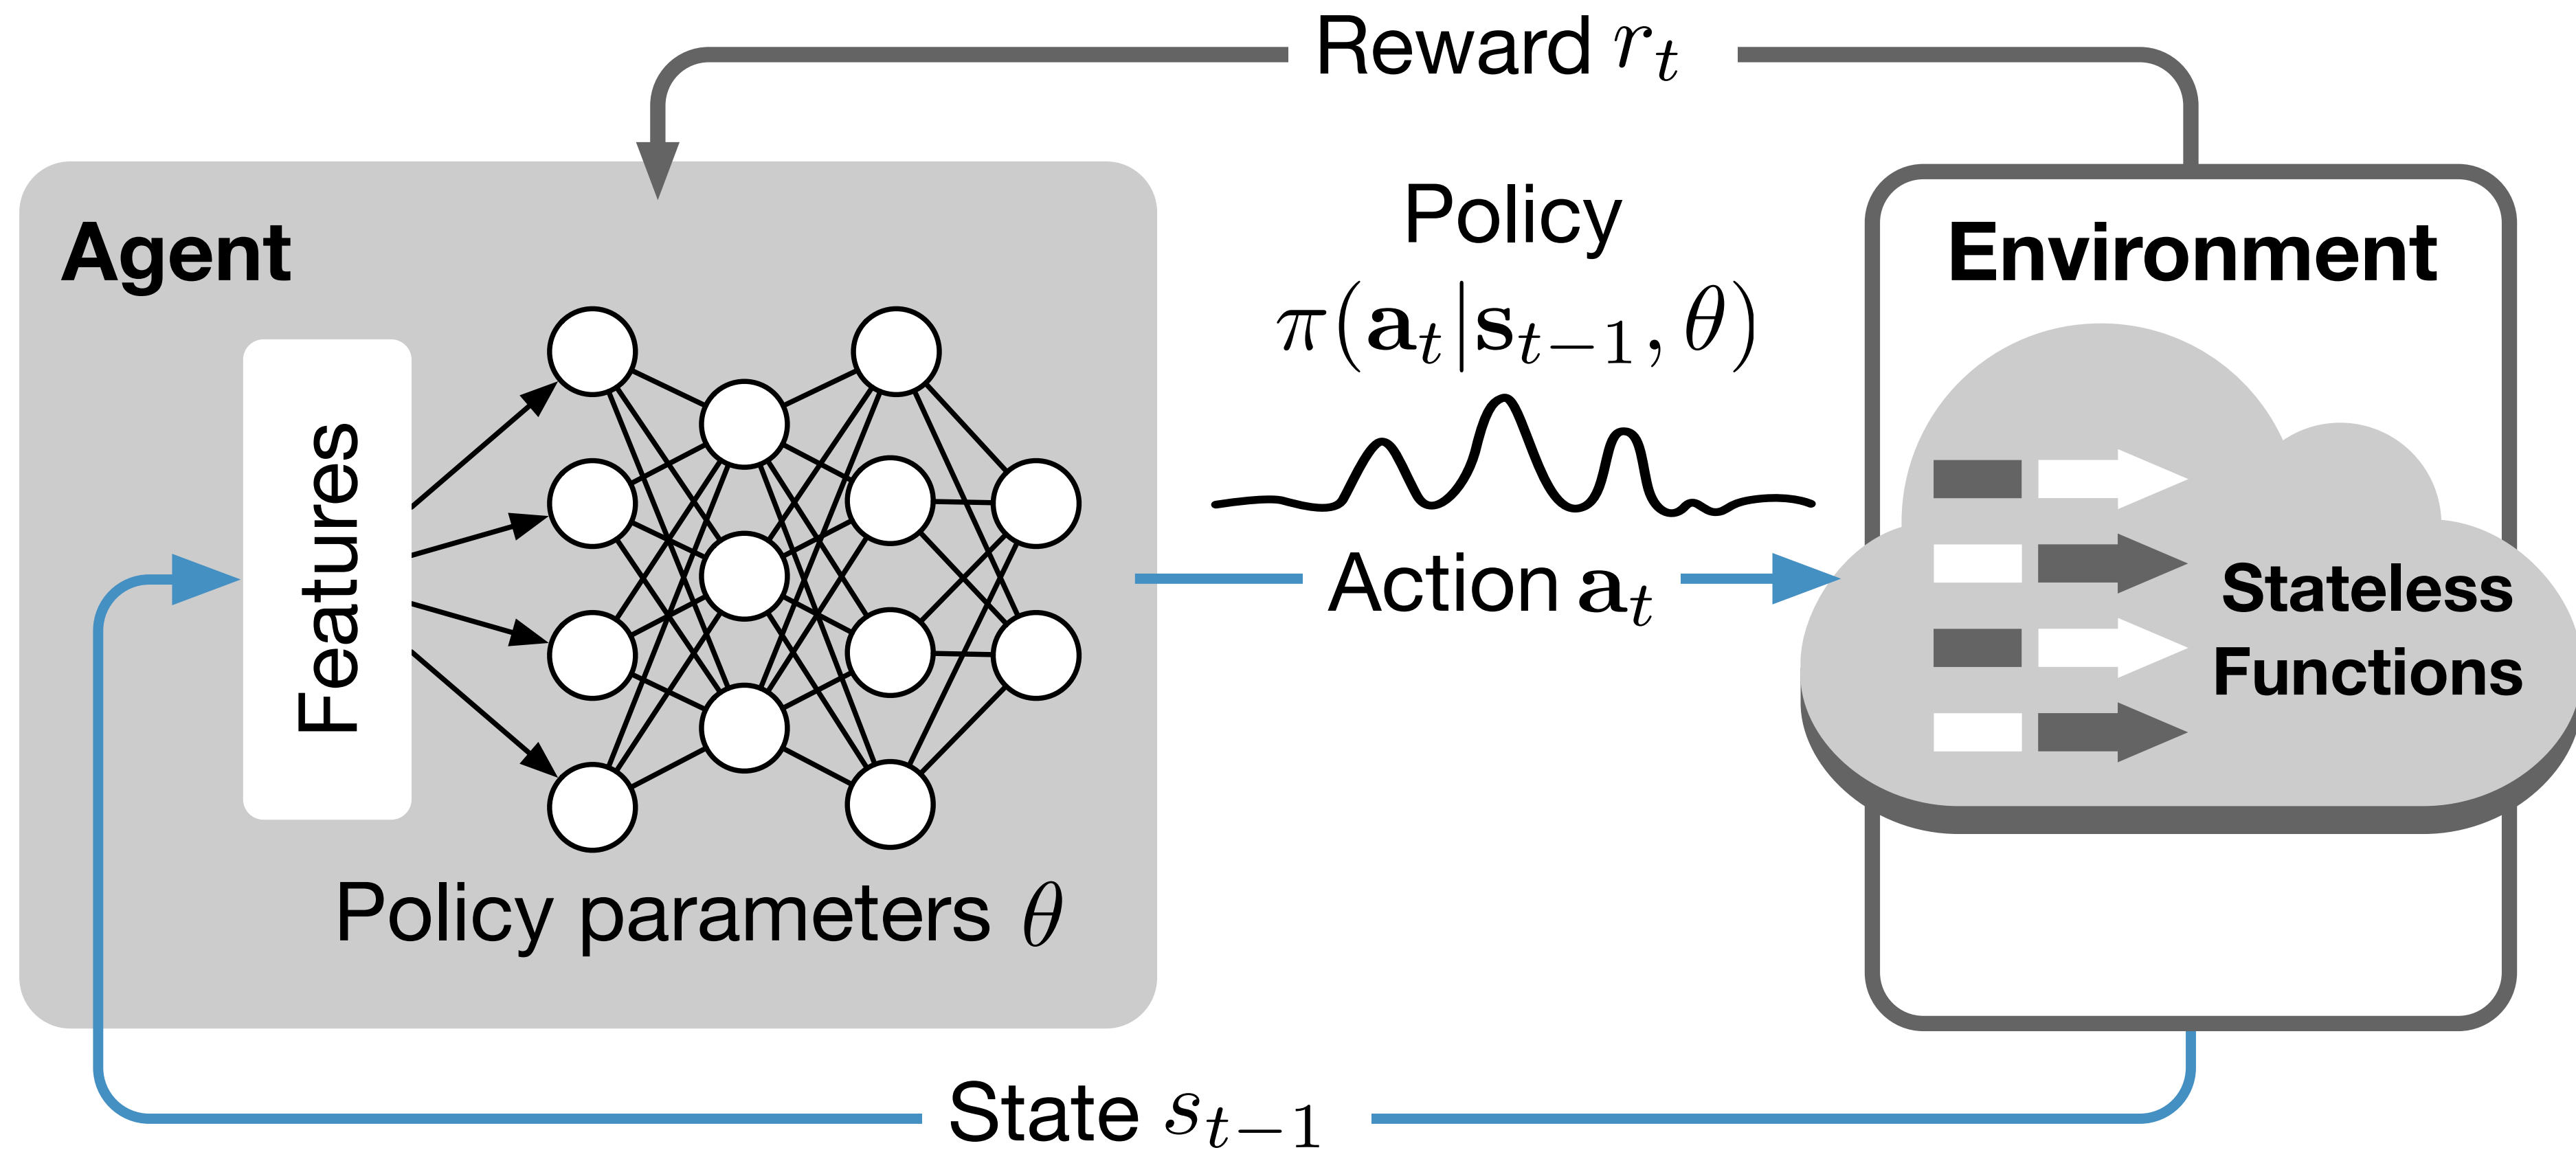 Reward r_t
Agent
Policy
π(a_t|s_{t−1}, θ)
Environment
Features
Action a_t
Stateless
Functions
Policy parameters θ
State s_{t−1}